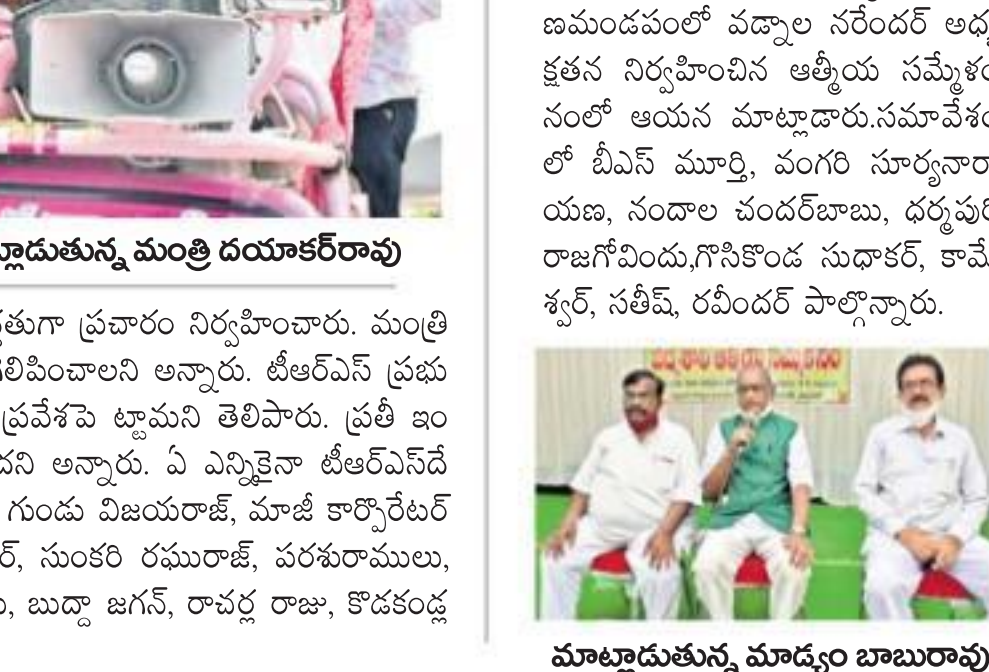 మంత్రి దయాకర్‌రావు
ప్రచారం నిర్వహించారు. మంత్రి
గెలిపించాలని అన్నారు. టీఆర్ఎస్ ప్రభు
ప్రవేశపె ట్టామని తెలిపారు. ప్రతీ ఇం
అన్నారు. ఏ ఎన్నికైనా టీఆర్ఎస్‌దే
గుండు విజయరాజ్, మాజీ కార్పొరేటర్
సుంకరి రఘురాజ్, పరశురాములు,
బుద్దా జగన్, రాచర్ల రాజు, కొడకండ్ల
ణమండపంలో వడ్నాల నరేందర్ అధ్య
క్షతన నిర్వహించిన ఆత్మీయ సమ్మేళ
నంలో ఆయన మాట్లాడారు.సమావేశం
లో బీఎస్ మూర్తి, వంగరి సూర్యనారా
యణ, నందాల చందర్‌బాబు, ధర్మపురి
రాజగోవిందు,గొసికొండ సుధాకర్, కామే
శ్వర్, సతీష్, రవీందర్ పాల్గొన్నారు.
మాట్లాడుతున్న మాడ్యం బాబురావు